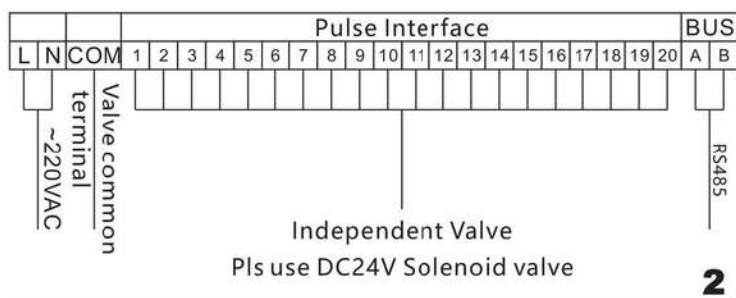 Pulse Interface BUS
L N COM 1 2 3 4 5 6 7 8 9 10 11 12 13 14 15 16 17 18 19 20 A B
~220VAC
Valve common
terminal
RS485
Independent Valve
Pls use DC24V Solenoid valve
2